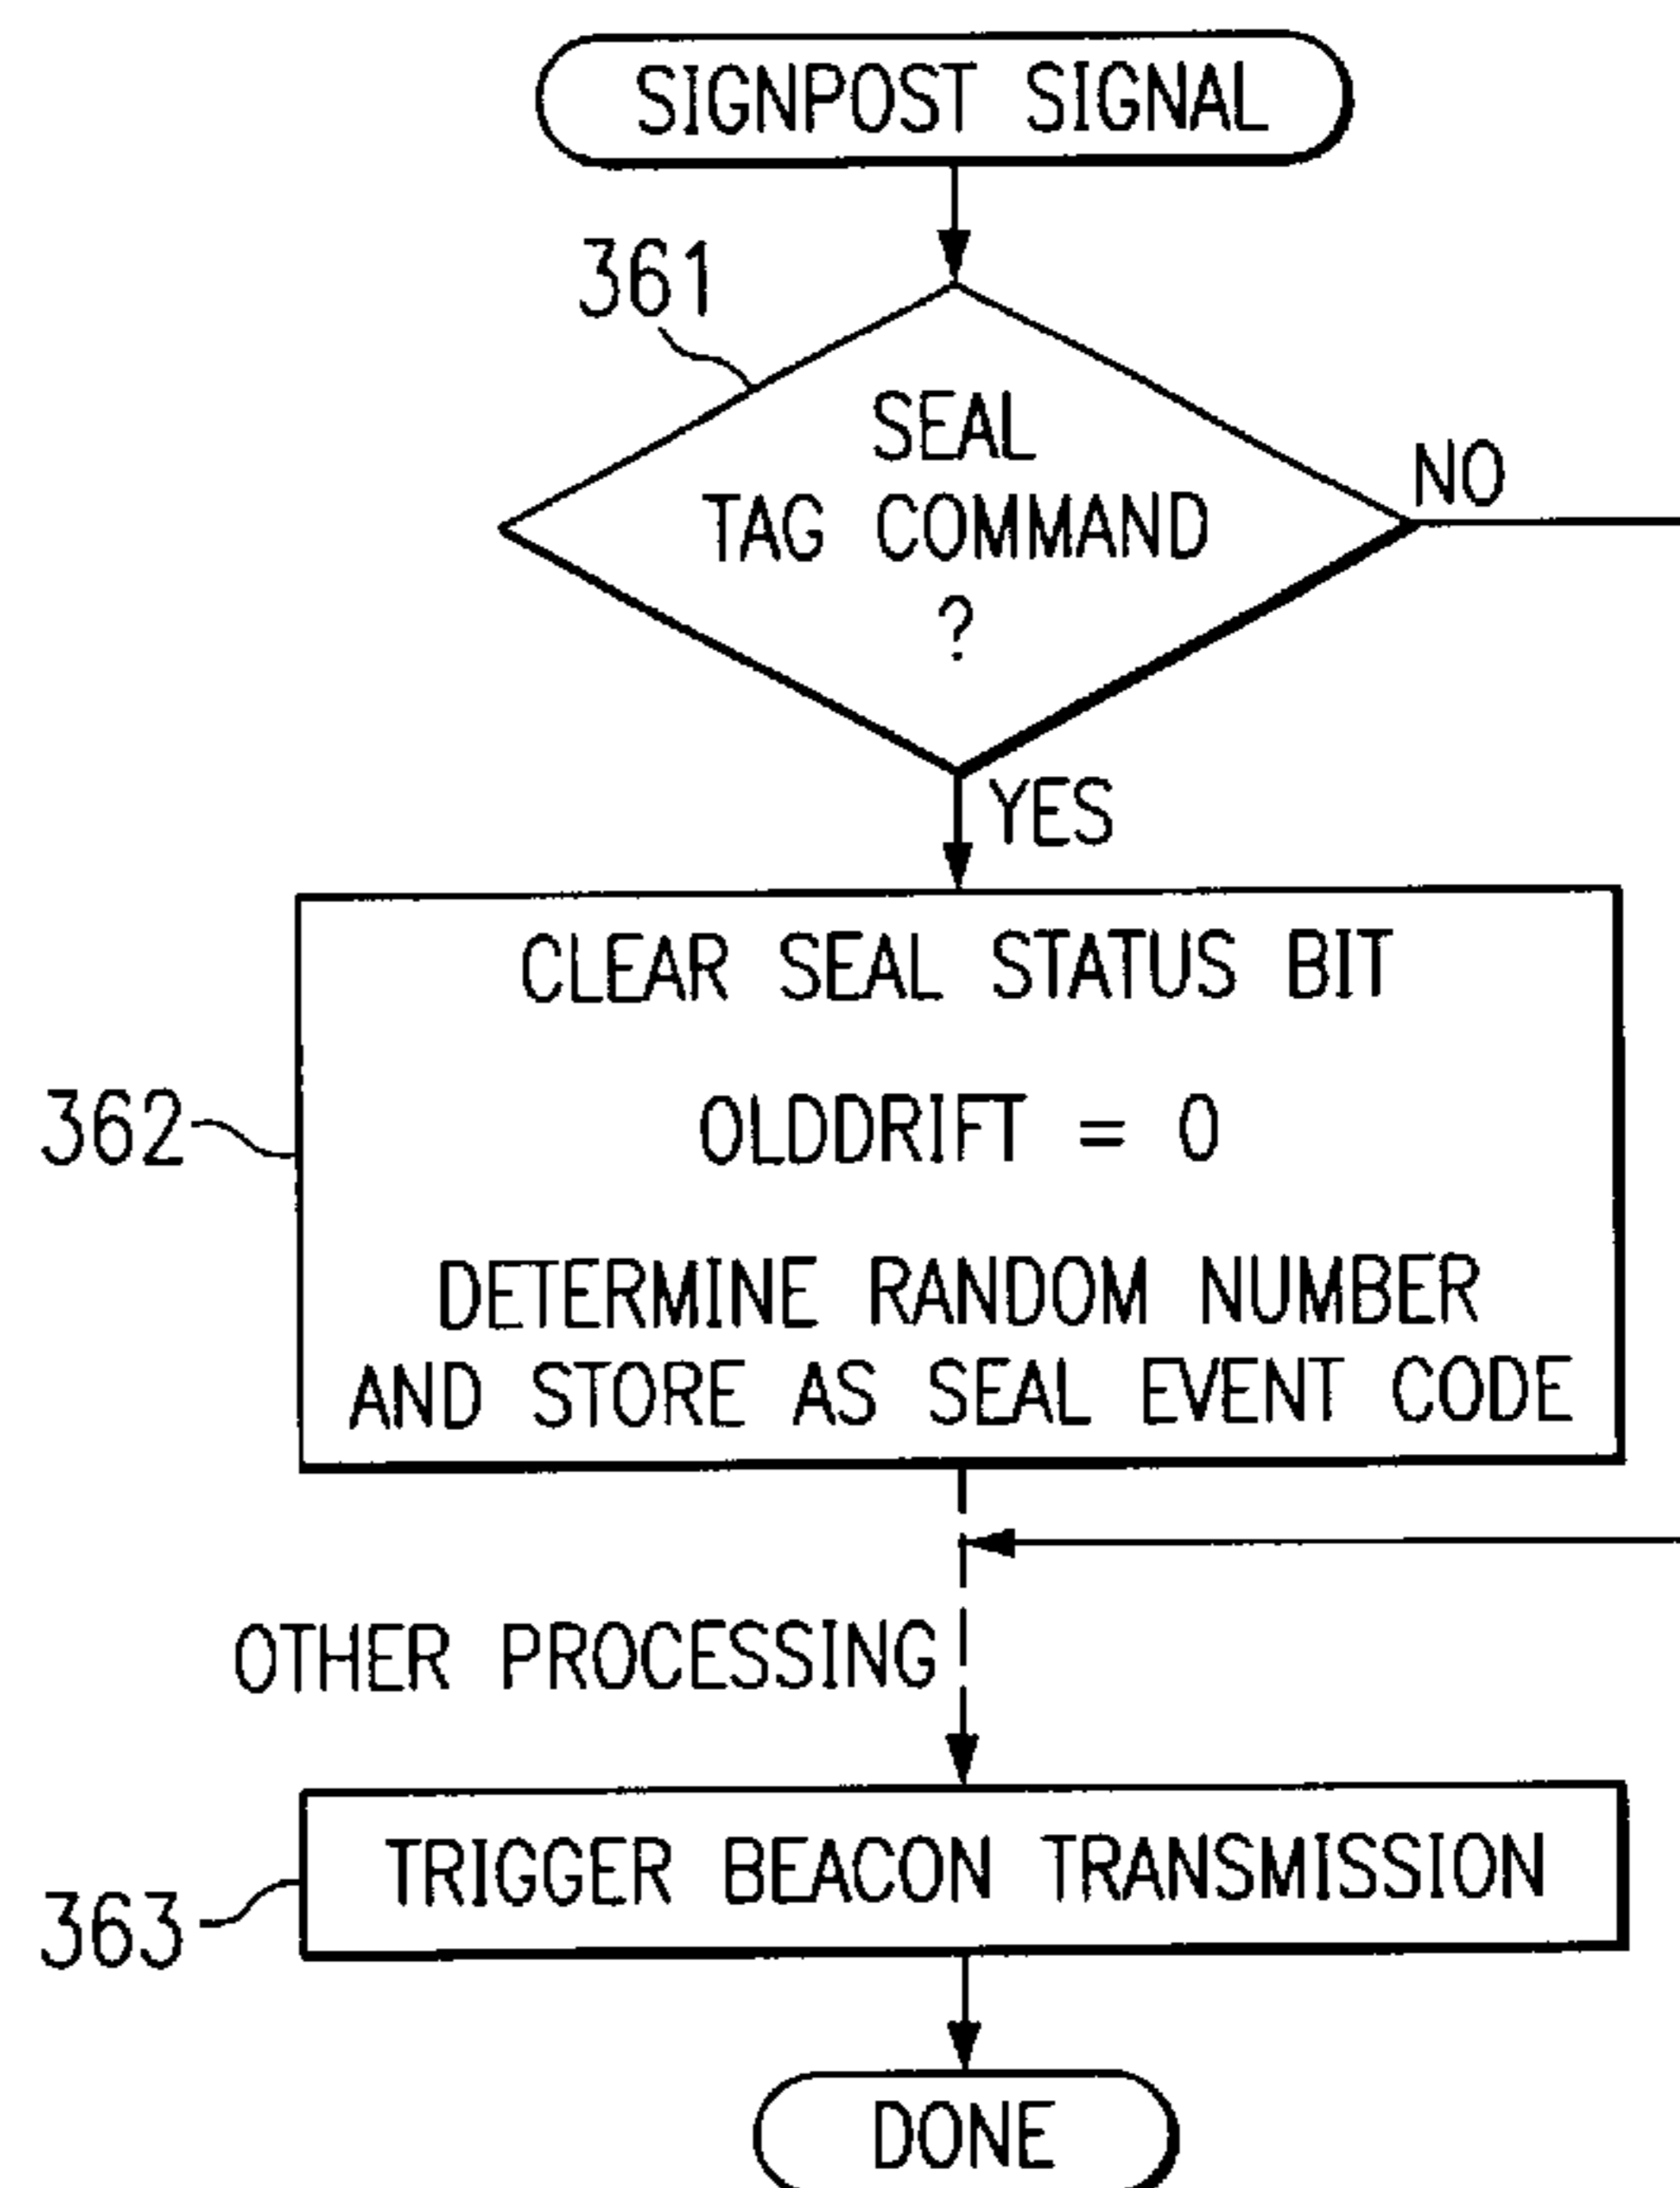 SIGNPOST SIGNAL
361
SEAL
TAG COMMAND
?
NO
YES
CLEAR SEAL STATUS BIT
362
OLDDRIFT = 0
DETERMINE RANDOM NUMBER
AND STORE AS SEAL EVENT CODE
OTHER PROCESSING
TRIGGER BEACON TRANSMISSION
363
DONE